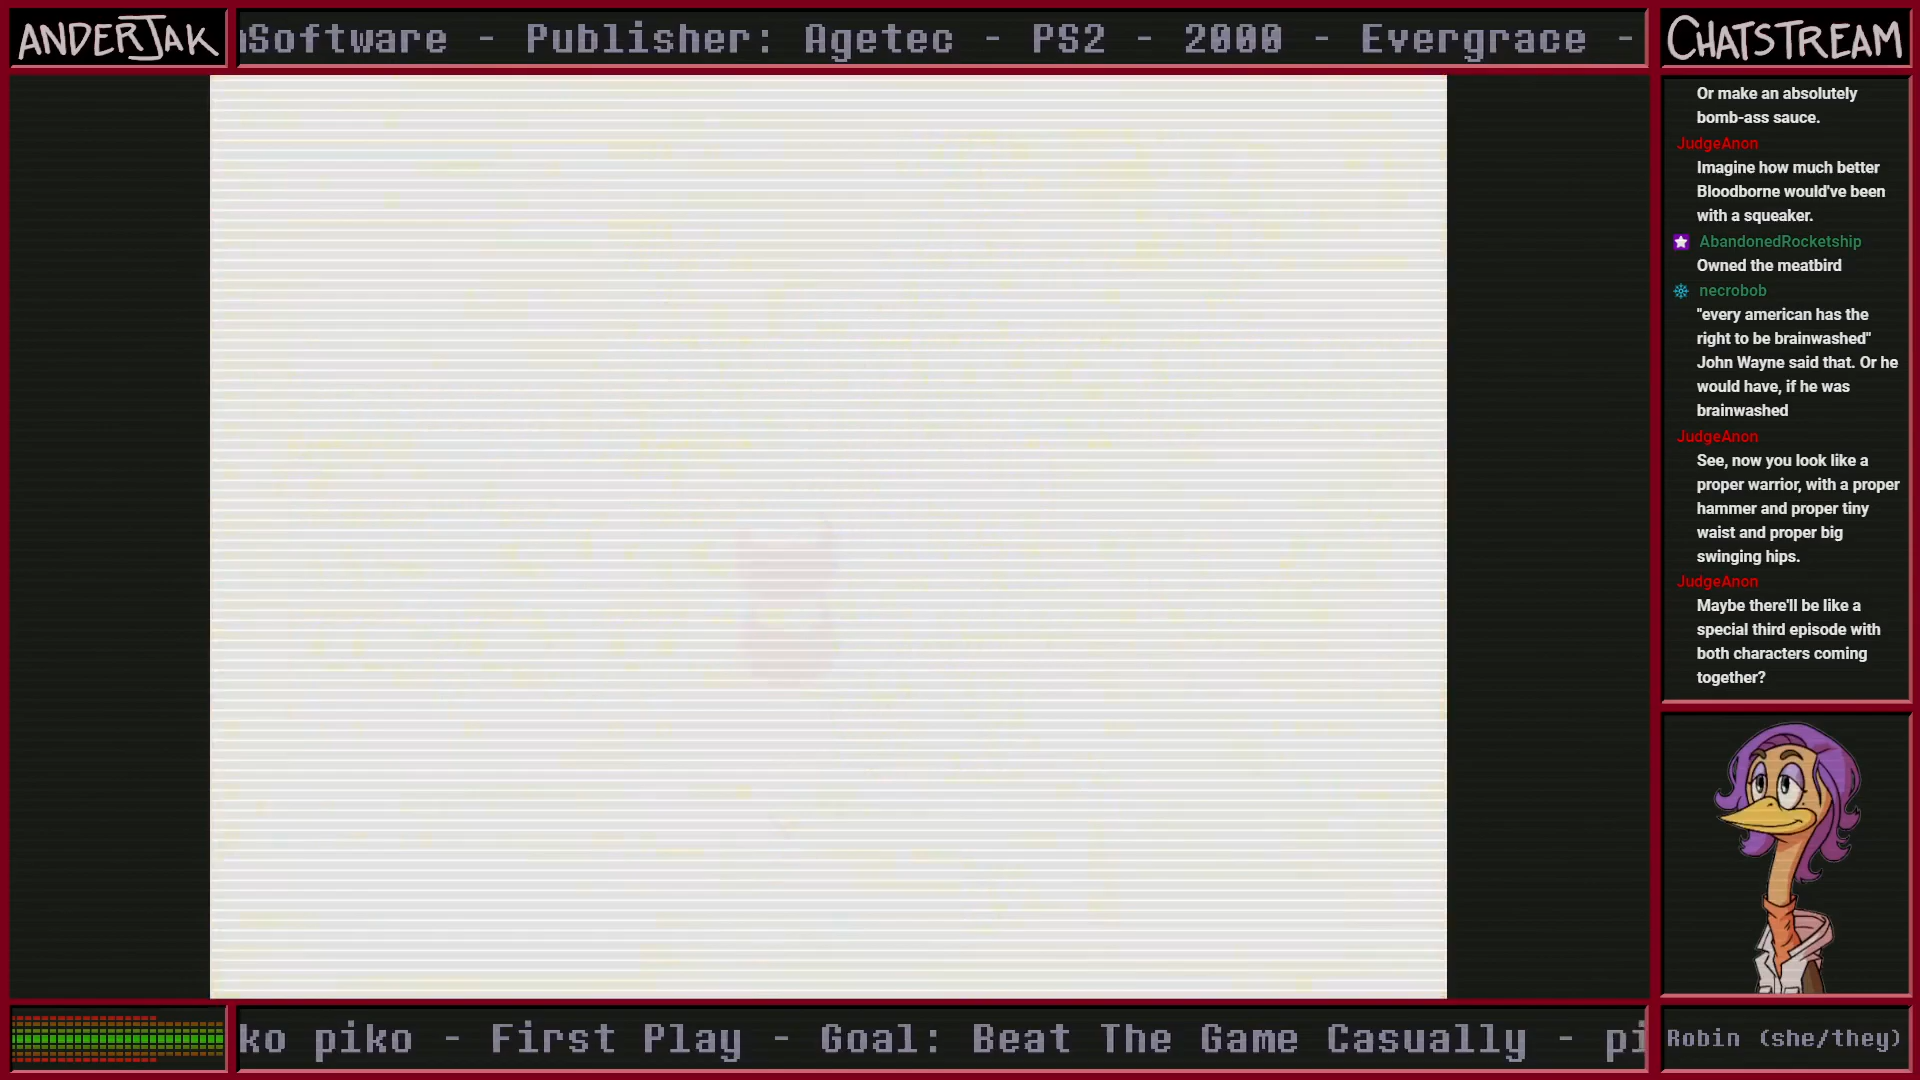 ANDERJAK
Software - Publisher: Agetec - PS2 - 2000 - Evergrace -
CHATSTREAM
Or make an absolutely
bomb-ass sauce.
JudgeAnon
Imagine how much better
Bloodborne would've been
with a squeaker.
AbandonedRocketship
Owned the meatbird
necrobob
"every american has the
right to be brainwashed"
John Wayne said that. Or he
would have, if he was
brainwashed
JudgeAnon
See, now you look like a
proper warrior, with a proper
hammer and proper tiny
waist and proper big
swinging hips.
JudgeAnon
Maybe there'll be like a
special third episode with
both characters coming
together?
ko piko - First Play - Goal: Beat The Game Casually - pi
Robin (she/they)